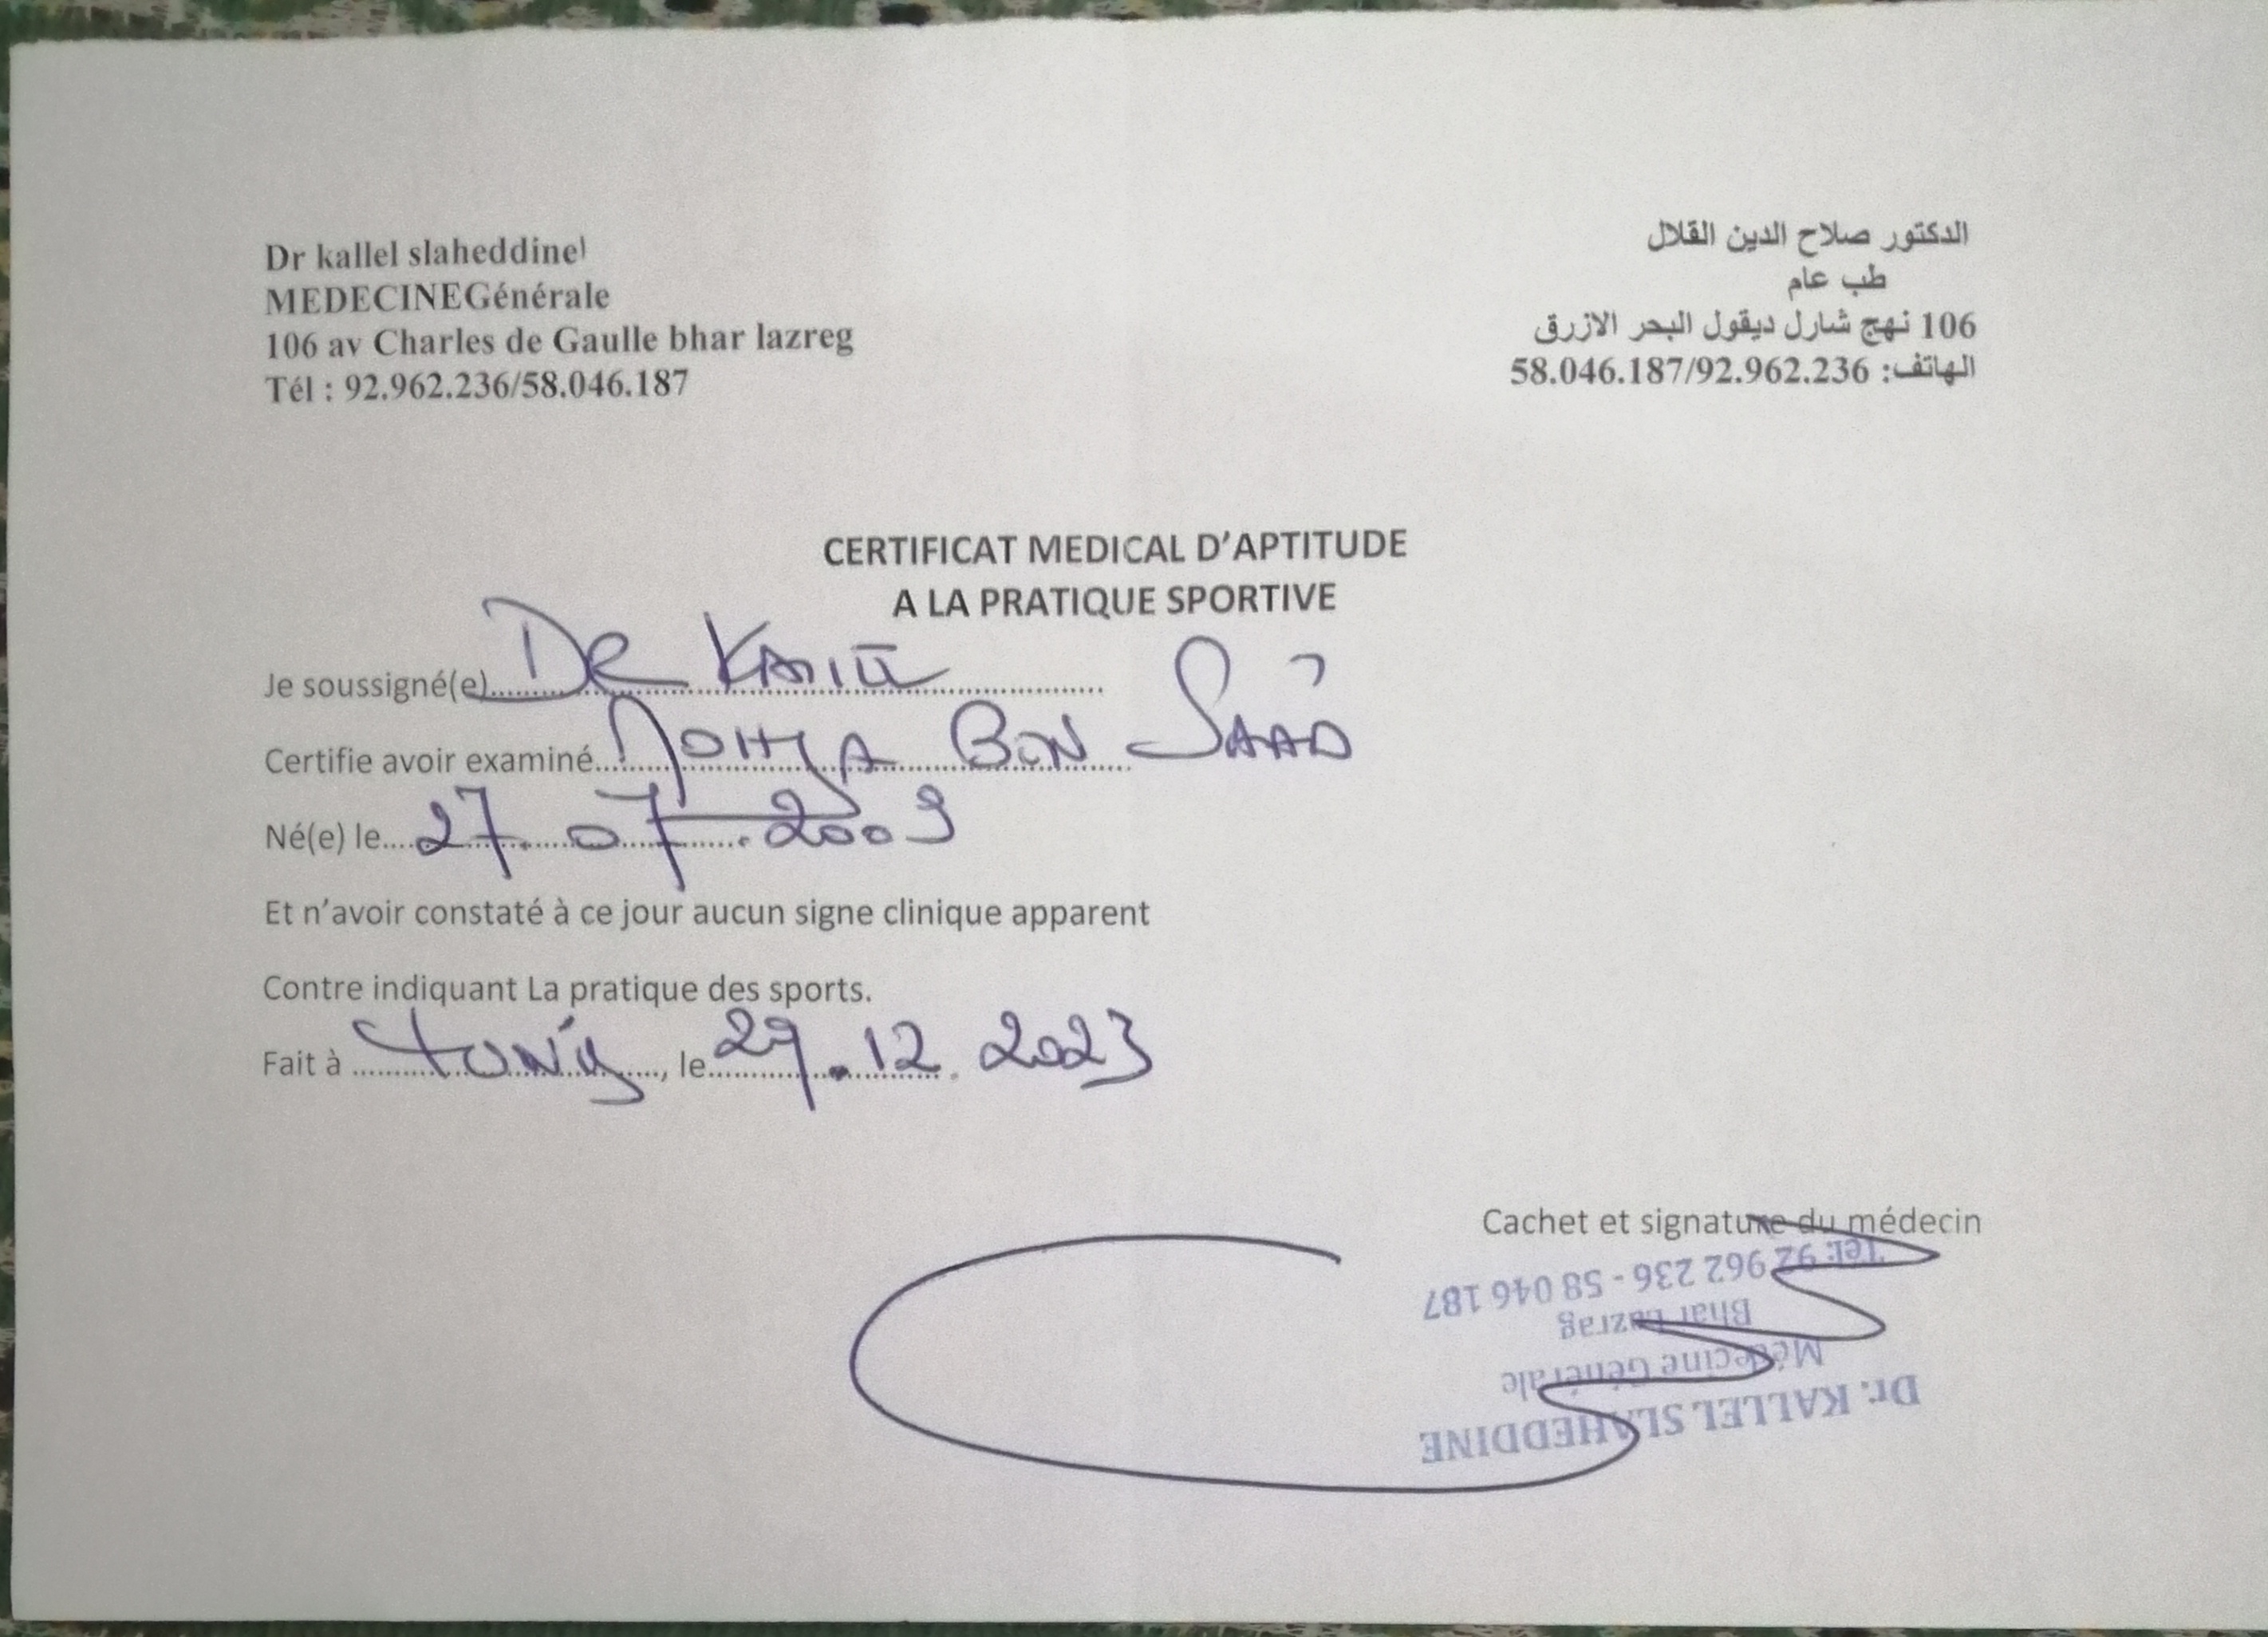 Dr kallel slaheddinel
MEDECINEGénérale
106 av Charles de Gaulle bhar lazreg
Tél : 92.962.236/58.046.187
الدكتور صلاح الدين القلال
طب عام
106 نهج شارل ديقول البحر الازرق
الهاتف: 58.046.187/92.962.236
CERTIFICAT MEDICAL D'APTITUDE
A LA PRATIQUE SPORTIVE
Je soussigné(e) Dr
Certifie avoir examiné Bon SAAD
Né(e) le 27.07.2009
Et n'avoir constaté à ce jour aucun signe clinique apparent
Contre indiquant La pratique des sports.
Fait à Tunis, le 29.12.2023
Cachet et signature du médecin
Dr. KALLEL SLAHEDDINE
Médecine Générale
Bhar Lazrag
Tél: 92 962 236 - 58 046 187